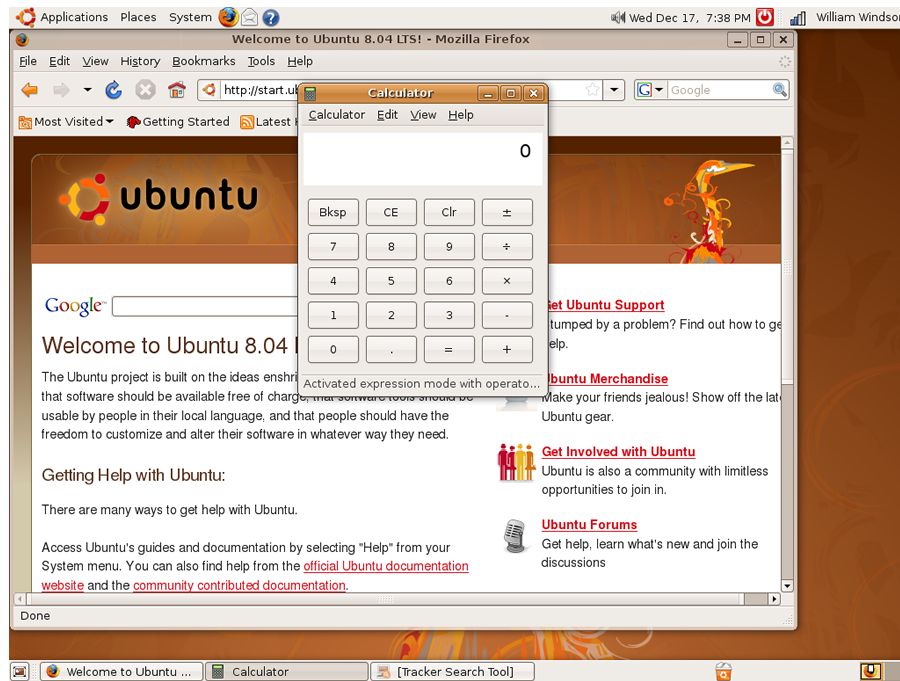 Applications Places System Wed Dec 17, 7:38 PM William Windsor
Welcome to Ubuntu 8.04 LTS! - Mozilla Firefox
File Edit View History Bookmarks Tools Help
http://start.ub G Google
Most Visited Getting Started Latest
Calculator
Calculator Edit View Help
0
Bksp CE Clr ±
7 8 9 ÷
4 5 6 ×
1 2 3 -
0 . = +
Activated expression mode with operato...
ubuntu
Google™
Welcome to Ubuntu 8.04
The Ubuntu project is built on the ideas enshri
that software should be available free of charge, that software tools should be
usable by people in their local language, and that people should have the
freedom to customize and alter their software in whatever way they need.
Getting Help with Ubuntu:
There are many ways to get help with Ubuntu.
Access Ubuntu's guides and documentation by selecting "Help" from your
System menu. You can also find help from the official Ubuntu documentation
website and the community contributed documentation.
Get Ubuntu Support
tumped by a problem? Find out how to ge
elp.
Ubuntu Merchandise
Make your friends jealous! Show off the late
Ubuntu gear.
Get Involved with Ubuntu
Ubuntu is also a community with limitless
opportunities to join in.
Ubuntu Forums
Get help, learn what's new and join the
discussions
Done
Welcome to Ubuntu ... Calculator [Tracker Search Tool]